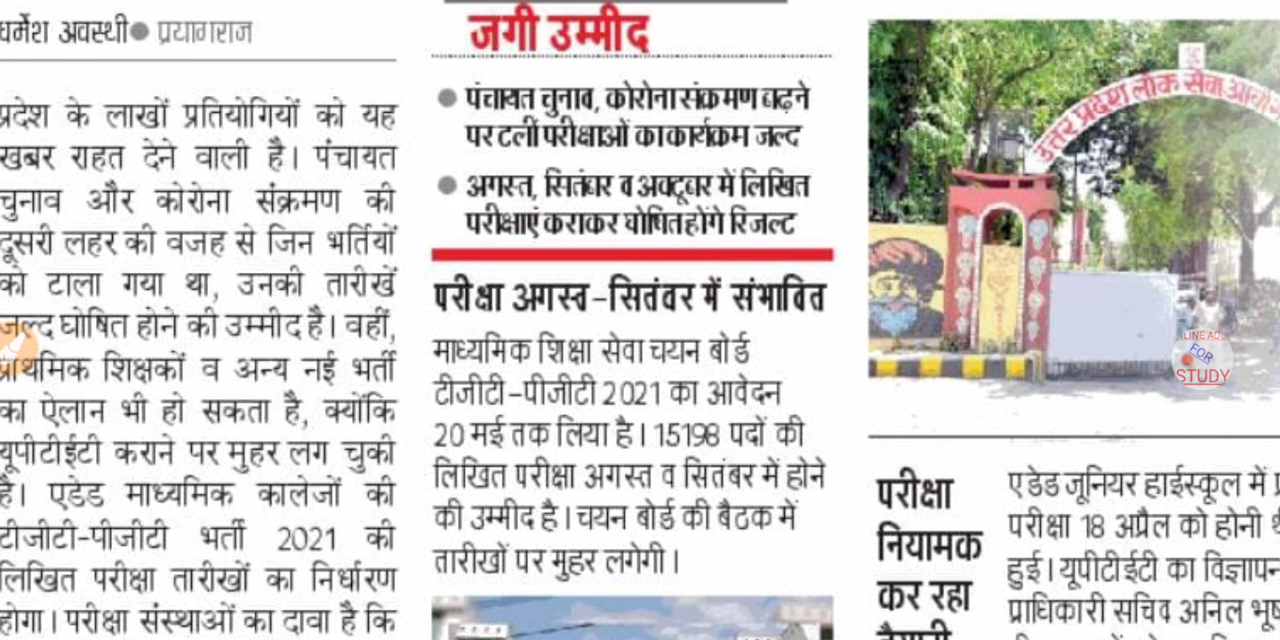 धर्मेश अवस्थी ● प्रयागराज
प्रदेश के लाखों प्रतियोगियों को यह
खबर राहत देने वाली है। पंचायत
चुनाव और कोरोना संक्रमण की
दूसरी लहर की वजह से जिन भर्तियों
को टाला गया था, उनकी तारीखें
जल्द घोषित होने की उम्मीद है। वहीं,
प्राथमिक शिक्षकों व अन्य नई भर्ती
का ऐलान भी हो सकता है, क्योंकि
यूपीटीईटी कराने पर मुहर लग चुकी
है। एडेड माध्यमिक कालेजों की
टीजीटी-पीजीटी भर्ती 2021 की
लिखित परीक्षा तारीखों का निर्धारण
होगा। परीक्षा संस्थाओं का दावा है कि
जगी उम्मीद
● पंचायत चुनाव, कोरोना संक्रमण बढ़ने
पर टलीं परीक्षाओं का कार्यक्रम जल्द
● अगस्त, सितंबर व अक्टूबर में लिखित
परीक्षाएं कराकर घोषित होंगे रिजल्ट
परीक्षा अगस्त-सितंबर में संभावित
माध्यमिक शिक्षा सेवा चयन बोर्ड
टीजीटी-पीजीटी 2021 का आवेदन
20 मई तक लिया है। 15198 पदों की
लिखित परीक्षा अगस्त व सितंबर में होने
की उम्मीद है। चयन बोर्ड की बैठक में
तारीखों पर मुहर लगेगी।
उत्तर प्रदेश लोक सेवा आयोग
FOR
STUDY
परीक्षा
नियामक
कर रहा
एडेड जूनियर हाईस्कूल में
परीक्षा 18 अप्रैल को होनी
हुई। यूपीटीईटी का विज्ञापन
प्राधिकारी सचिव अनिल भूष